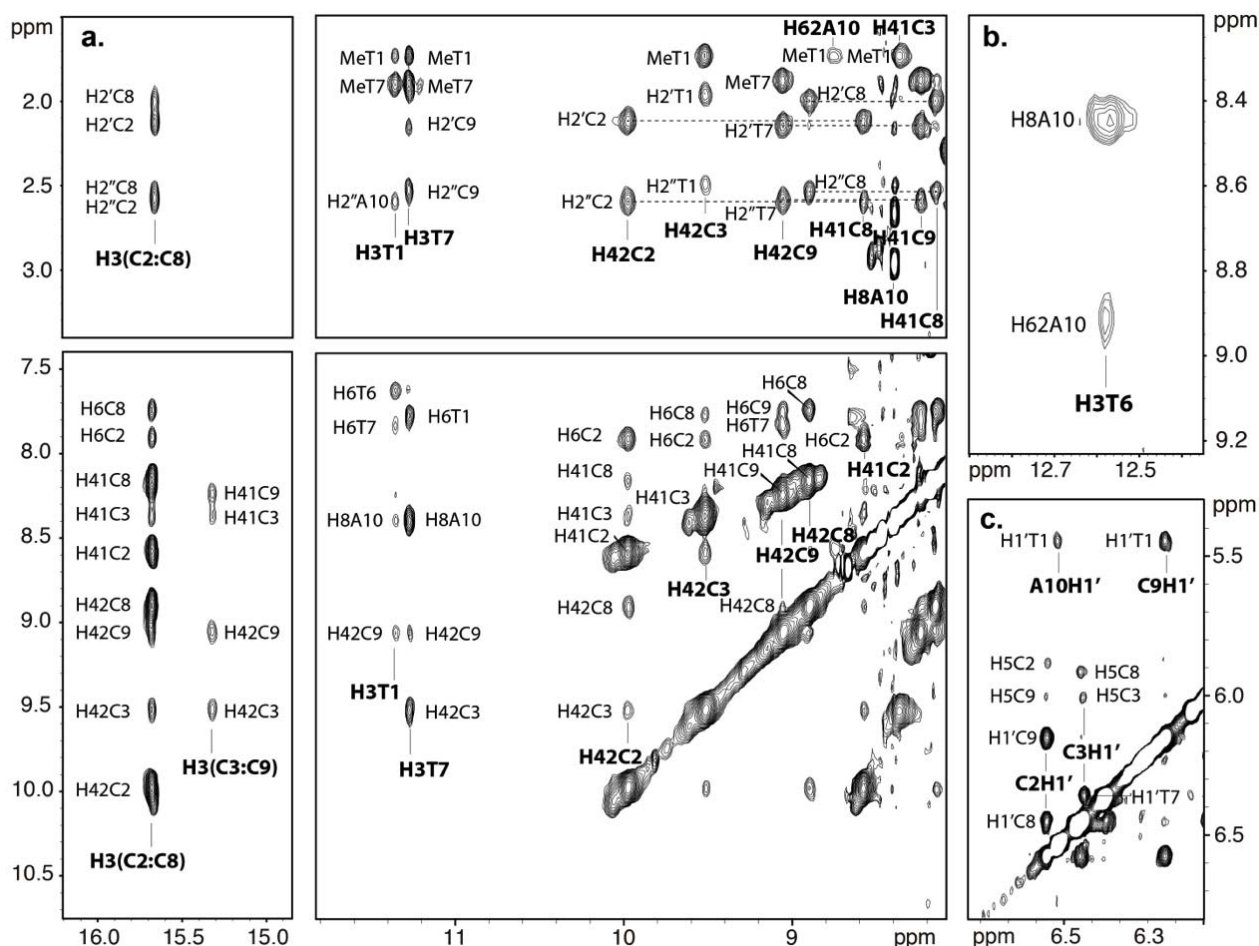 ppm
a.
H62A10 H41C3
b.
ppm
MeT1 MeT1 MeT1 MeT1 MeT1
MeT7 MeT7 MeT7
2.0
H2'C8
H2'T1
H2'C8
8.4
H2'C2
H2'C9
H2'C2
H2'T7
H8A10
2.5
H2″C8
H2″C2
H2″A10
H2″C9
H2″C2
H2″T1
H2″T7
H2″C8
8.6
H3(C2:C8)
H3T1
H3T7
H42C2
H42C3
H42C9
H41C8
H41C9
3.0
H8A10
H41C8
8.8
H62A10
9.0
H3T6
9.2
ppm
12.7
12.5
7.5
H6C8
H6T6
H6T7
H6T1
H6C8
H6C9
H6T7
8.0
H6C2
H6C2
H6C2
H6C2
H41C8
H41C9
H41C8
H41C8
H41C9
H41C2
H41C3
H41C3
H8A10
H8A10
H41C3
H41C3
8.5
H41C2
H41C2
H42C8
H42C9
H42C3
9.0
H42C8
H42C9
H42C9
H42C9
H42C9
H42C8
H42C8
H3T1
9.5
H42C3
H42C3
H42C3
H42C3
H3(C3:C9)
H3T7
H42C2
10.0
H42C2
H3(C2:C8)
10.5
16.0
15.5
15.0
11
10
9
ppm
c.
ppm
H1'T1
H1'T1
5.5
A10H1'
C9H1'
H5C2
H5C8
H5C9
H5C3
6.0
H1'C9
C3H1'
C2H1'
H1'T7
H1'C8
6.5
ppm
6.5
6.3